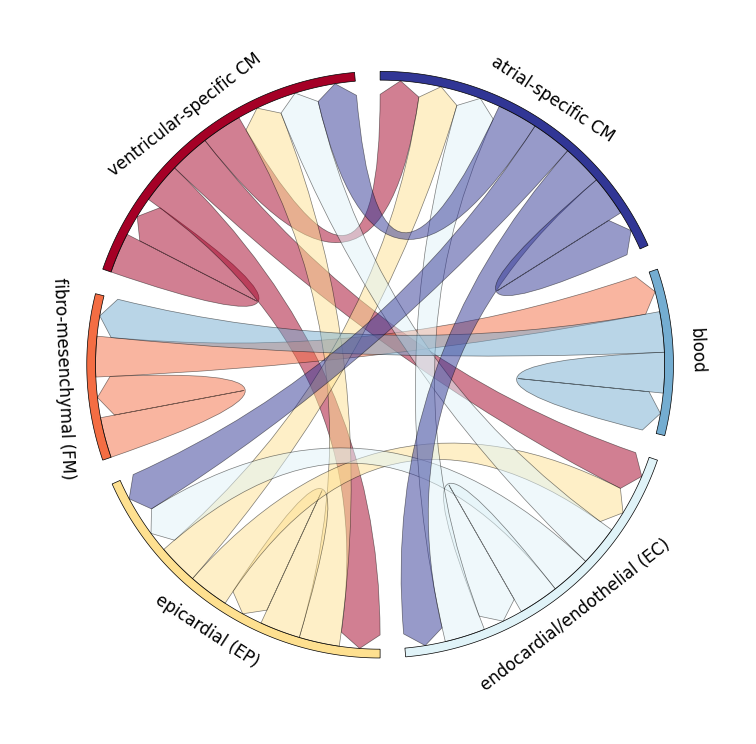 ventricular-specific CM
atrial-specific CM
fibro-mesenchymal (FM)
blood
epicardial (EP)
endocardial/endothelial (EC)